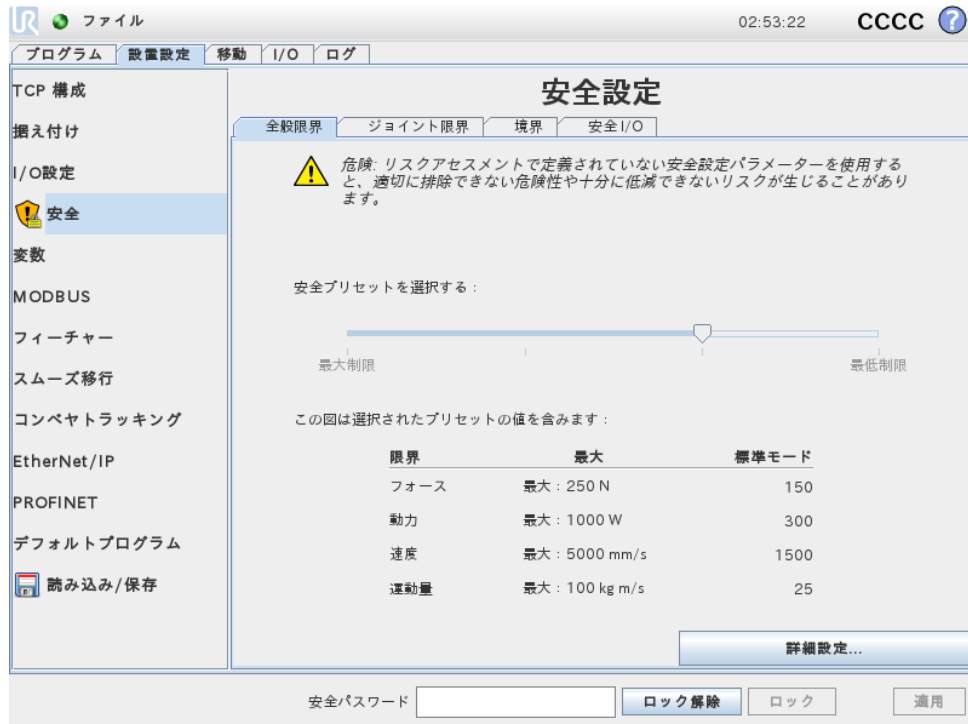 UR ファイル 02:53:22 CCCC ?
プログラム 設置設定 移動 I/O ログ
TCP 構成
据え付け
I/O設定
安全
変数
MODBUS
フィーチャー
スムーズ移行
コンベヤトラッキング
EtherNet/IP
PROFINET
デフォルトプログラム
読み込み/保存
安全設定
全般限界 ジョイント限界 境界 安全I/O
危険: リスクアセスメントで定義されていない安全設定パラメーターを使用する
と、適切に排除できない危険性や十分に低減できないリスクが生じることがあり
ます。
安全プリセットを選択する :
最大制限 最低制限
この図は選択されたプリセットの値を含みます :
限界 最大 標準モード
フォース 最大 : 250 N 150
動力 最大 : 1000 W 300
速度 最大 : 5000 mm/s 1500
運動量 最大 : 100 kg m/s 25
詳細設定...
安全パスワード ロック解除 ロック 適用